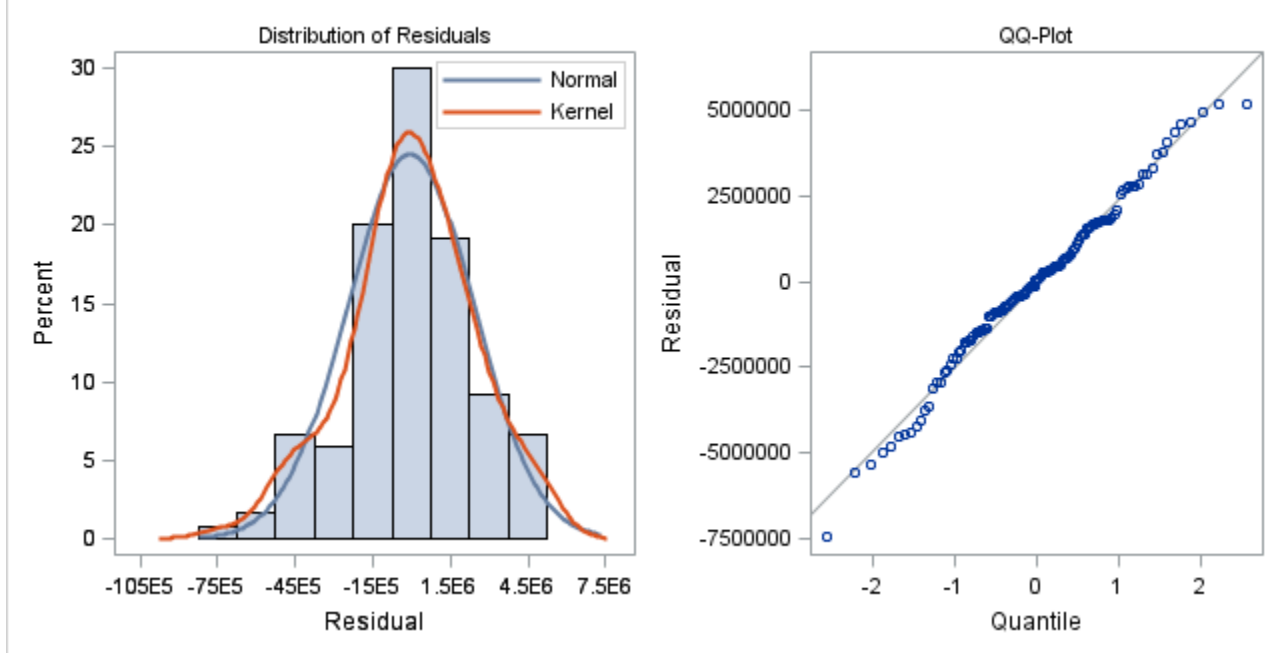 Distribution of Residuals
30
25
20
15
10
5
0
Percent
Normal
Kernel
-105E5 -75E5 -45E5 -15E5 1.5E6 4.5E6 7.5E6
Residual
QQ-Plot
5000000
2500000
0
-2500000
-5000000
-7500000
Residual
-2 -1 0 1 2
Quantile